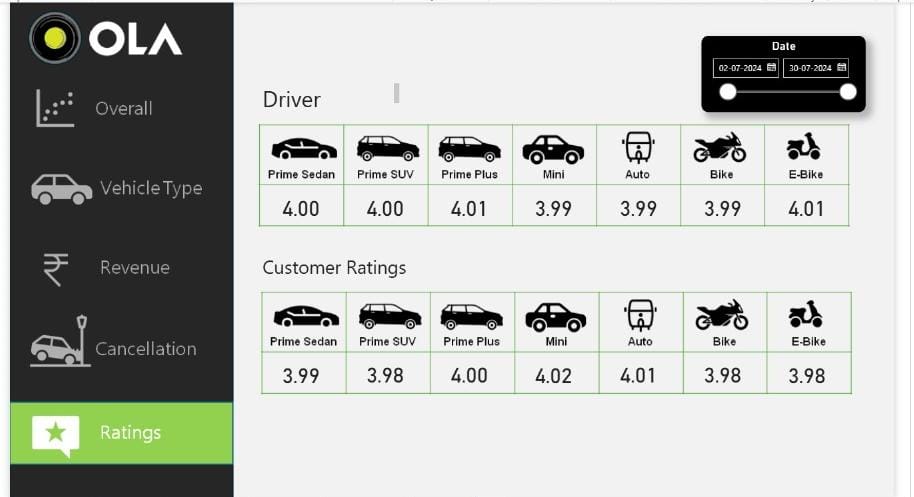 OLA
Overall
Vehicle Type
Revenue
Cancellation
Ratings
Date
02-07-2024 30-07-2024
Driver
Prime Sedan Prime SUV Prime Plus Mini Auto Bike E-Bike
4.00 4.00 4.01 3.99 3.99 3.99 4.01
Customer Ratings
Prime Sedan Prime SUV Prime Plus Mini Auto Bike E-Bike
3.99 3.98 4.00 4.02 4.01 3.98 3.98